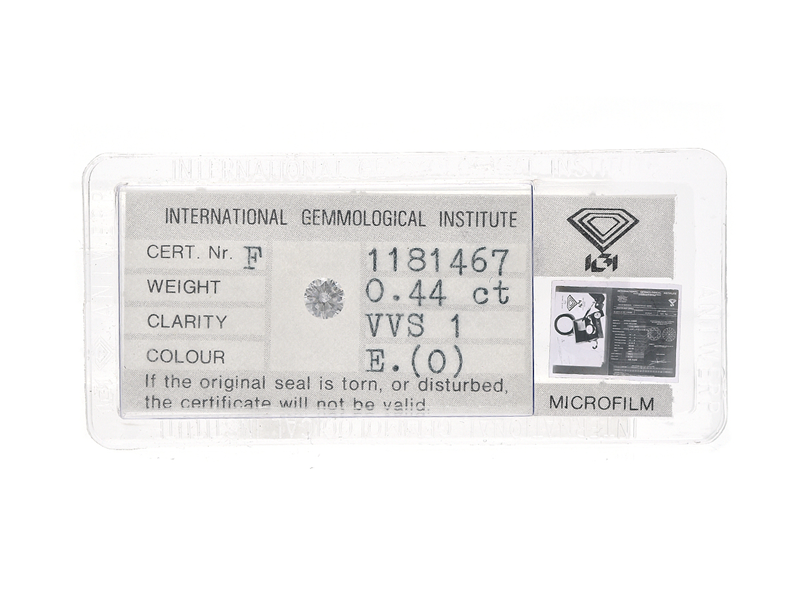 INTERNATIONAL GEMMOLOGICAL INSTITUTE
CERT. Nr. F 1181467
WEIGHT 0.44 ct
CLARITY VVS 1
COLOUR E.(O)
If the original seal is torn, or disturbed,
the certificate will not be valid.
IGI
MICROFILM